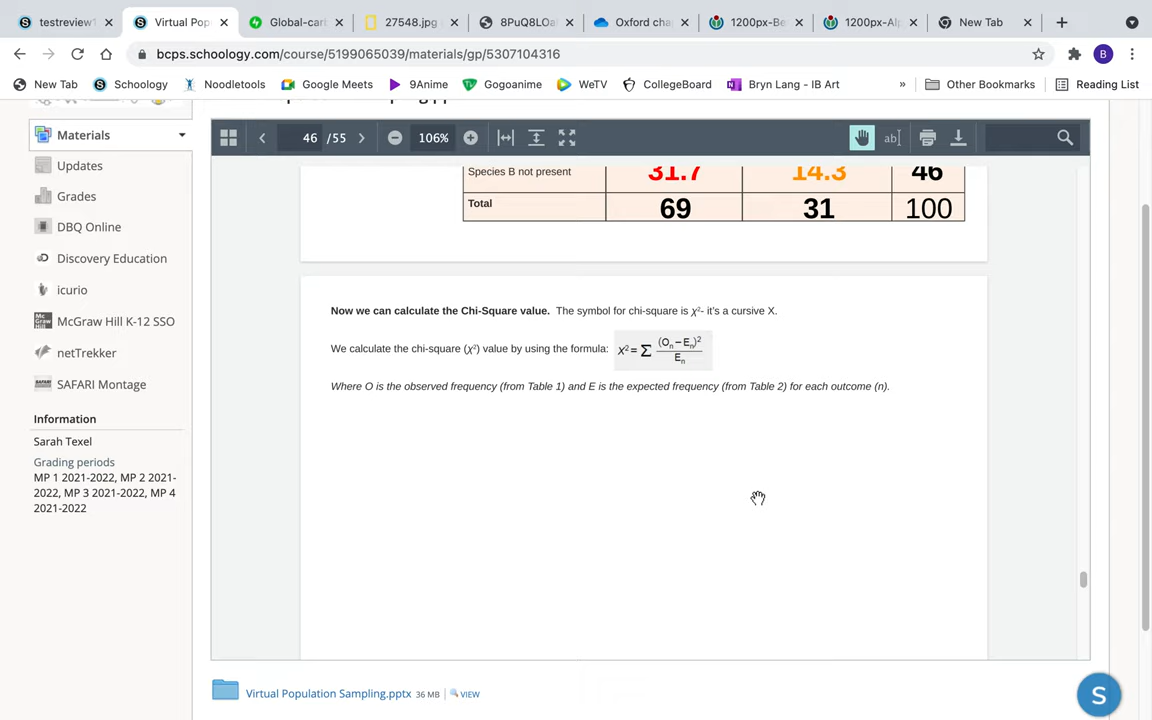 testreview1
Virtual Pop
Global-carb
27548.jpg
8PuQ8LOal
Oxford cha
1200px-Be
1200px-Al
New Tab
bcps.schoology.com/course/5199065039/materials/gp/5307104316
B
New Tab
Schoology
Noodletools
Google Meets
9Anime
Gogoanime
WeTV
CollegeBoard
Bryn Lang - IB Art
»
Other Bookmarks
Reading List
Materials
Updates
Grades
DBQ Online
Discovery Education
icurio
McGraw Hill K-12 SSO
netTrekker
SAFARI Montage
Information
Sarah Texel
Grading periods
MP 1 2021-2022, MP 2 2021-
2022, MP 3 2021-2022, MP 4
2021-2022
46 /55
106%
ab
Species B not present 31.7 14.3 46
Total 69 31 100
Now we can calculate the Chi-Square value. The symbol for chi-square is χ²- it's a cursive X.
We calculate the chi-square (χ²) value by using the formula: X²= Σ (On – En)² / En
Where O is the observed frequency (from Table 1) and E is the expected frequency (from Table 2) for each outcome (n).
Virtual Population Sampling.pptx 36 MB VIEW
S